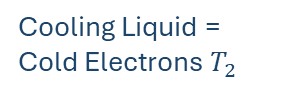 Cooling Liquid =
Cold Electrons T₂